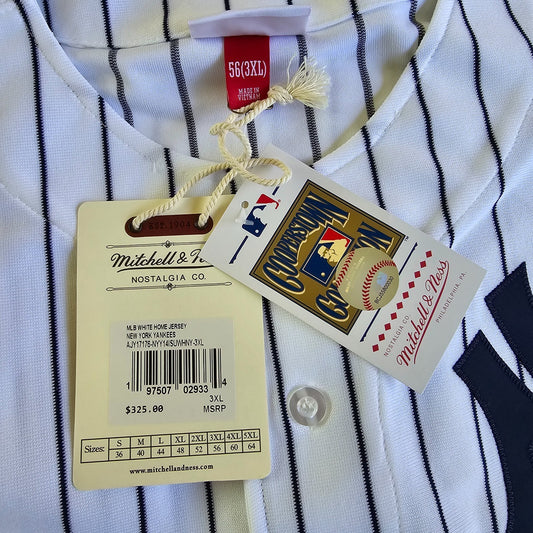 56(3XL)
MADE IN
VIETNAM
EST. 1904
Mitchell & Ness
NOSTALGIA CO.
MLB WHITE HOME JERSEY
NEW YORK YANKEES
AJY17176-NYY14ISUWHNY-3XL
1 97507 02933 4
3XL
$325.00 MSRP
Sizes: S M L XL 2XL 3XL 4XL 5XL
36 40 44 48 52 56 60 64
www.mitchellandness.com
COOPERSTOWN
Mitchell & Ness
NOSTALGIA CO.
PHILADELPHIA, PA.